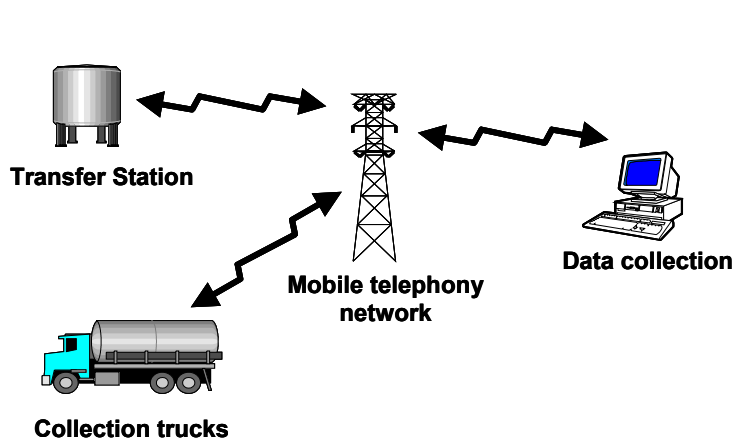 Transfer Station
Data collection
Mobile telephony
network
Collection trucks